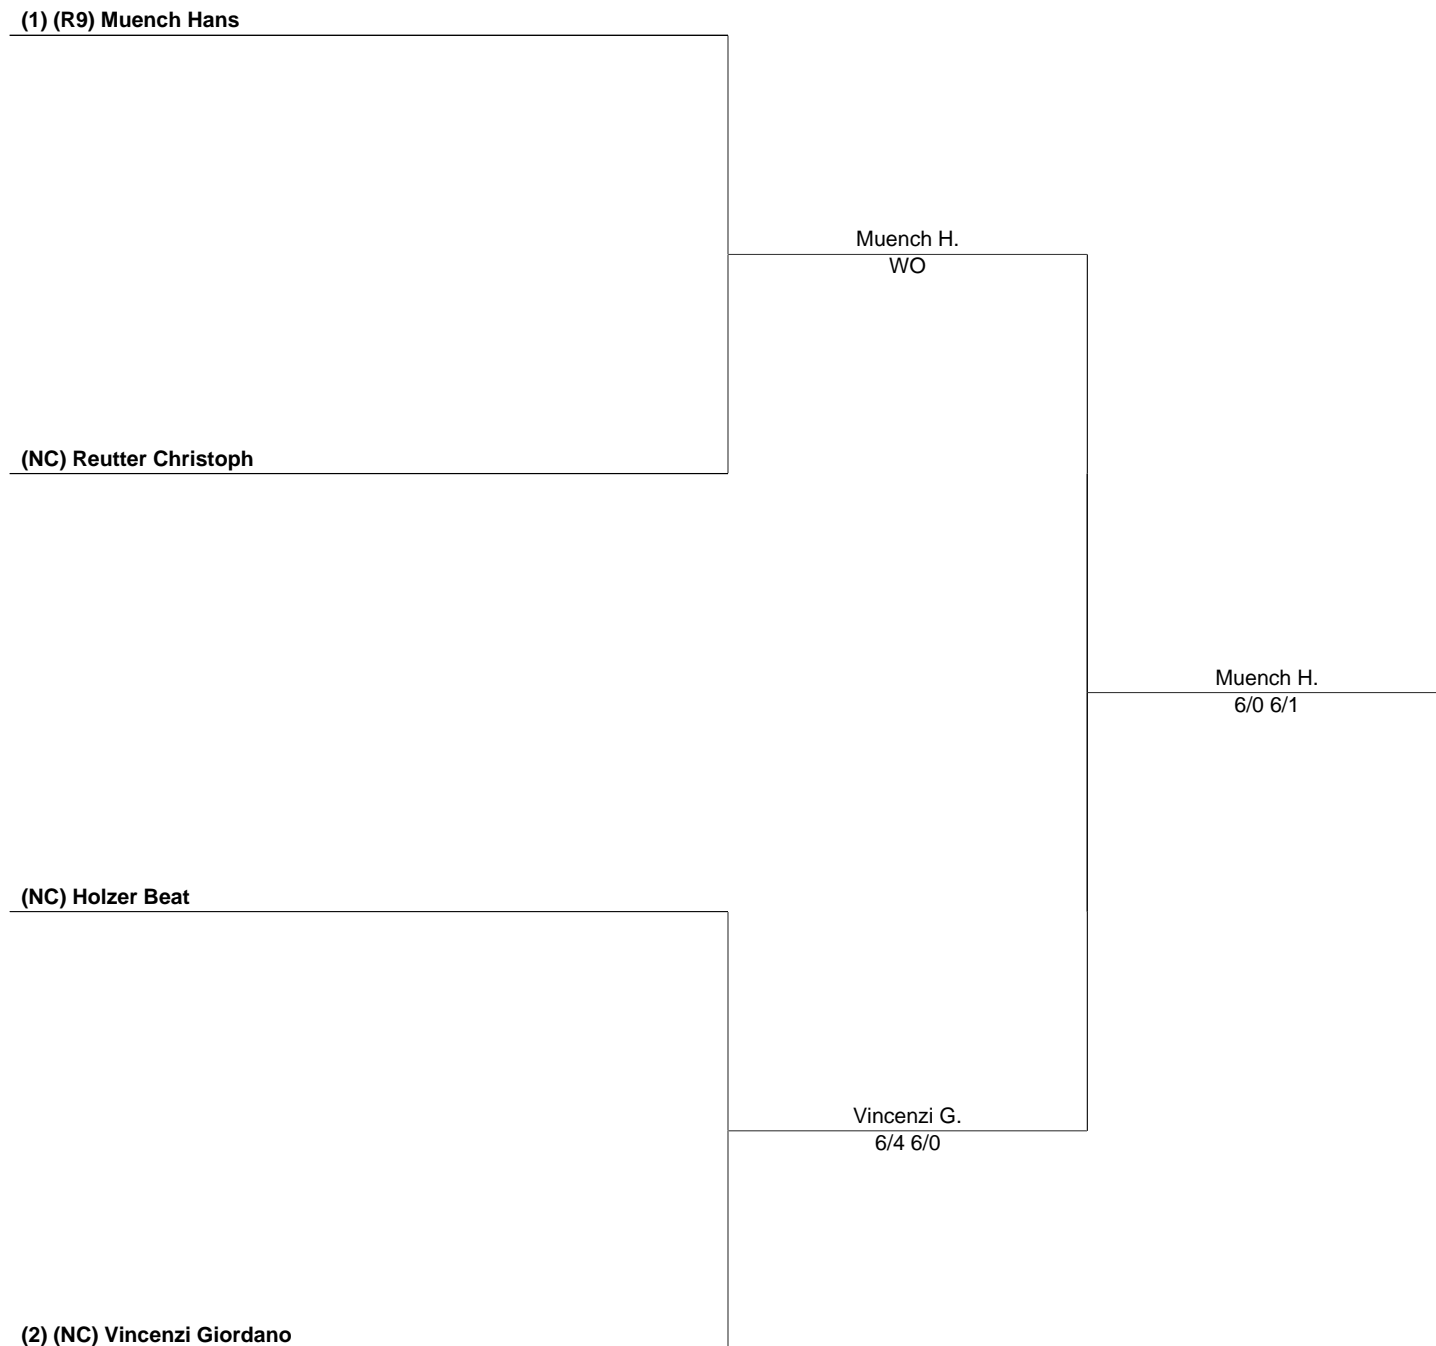 (1) (R9) Muench Hans
Muench H.
WO
(NC) Reutter Christoph
Muench H.
6/0 6/1
(NC) Holzer Beat
Vincenzi G.
6/4 6/0
(2) (NC) Vincenzi Giordano